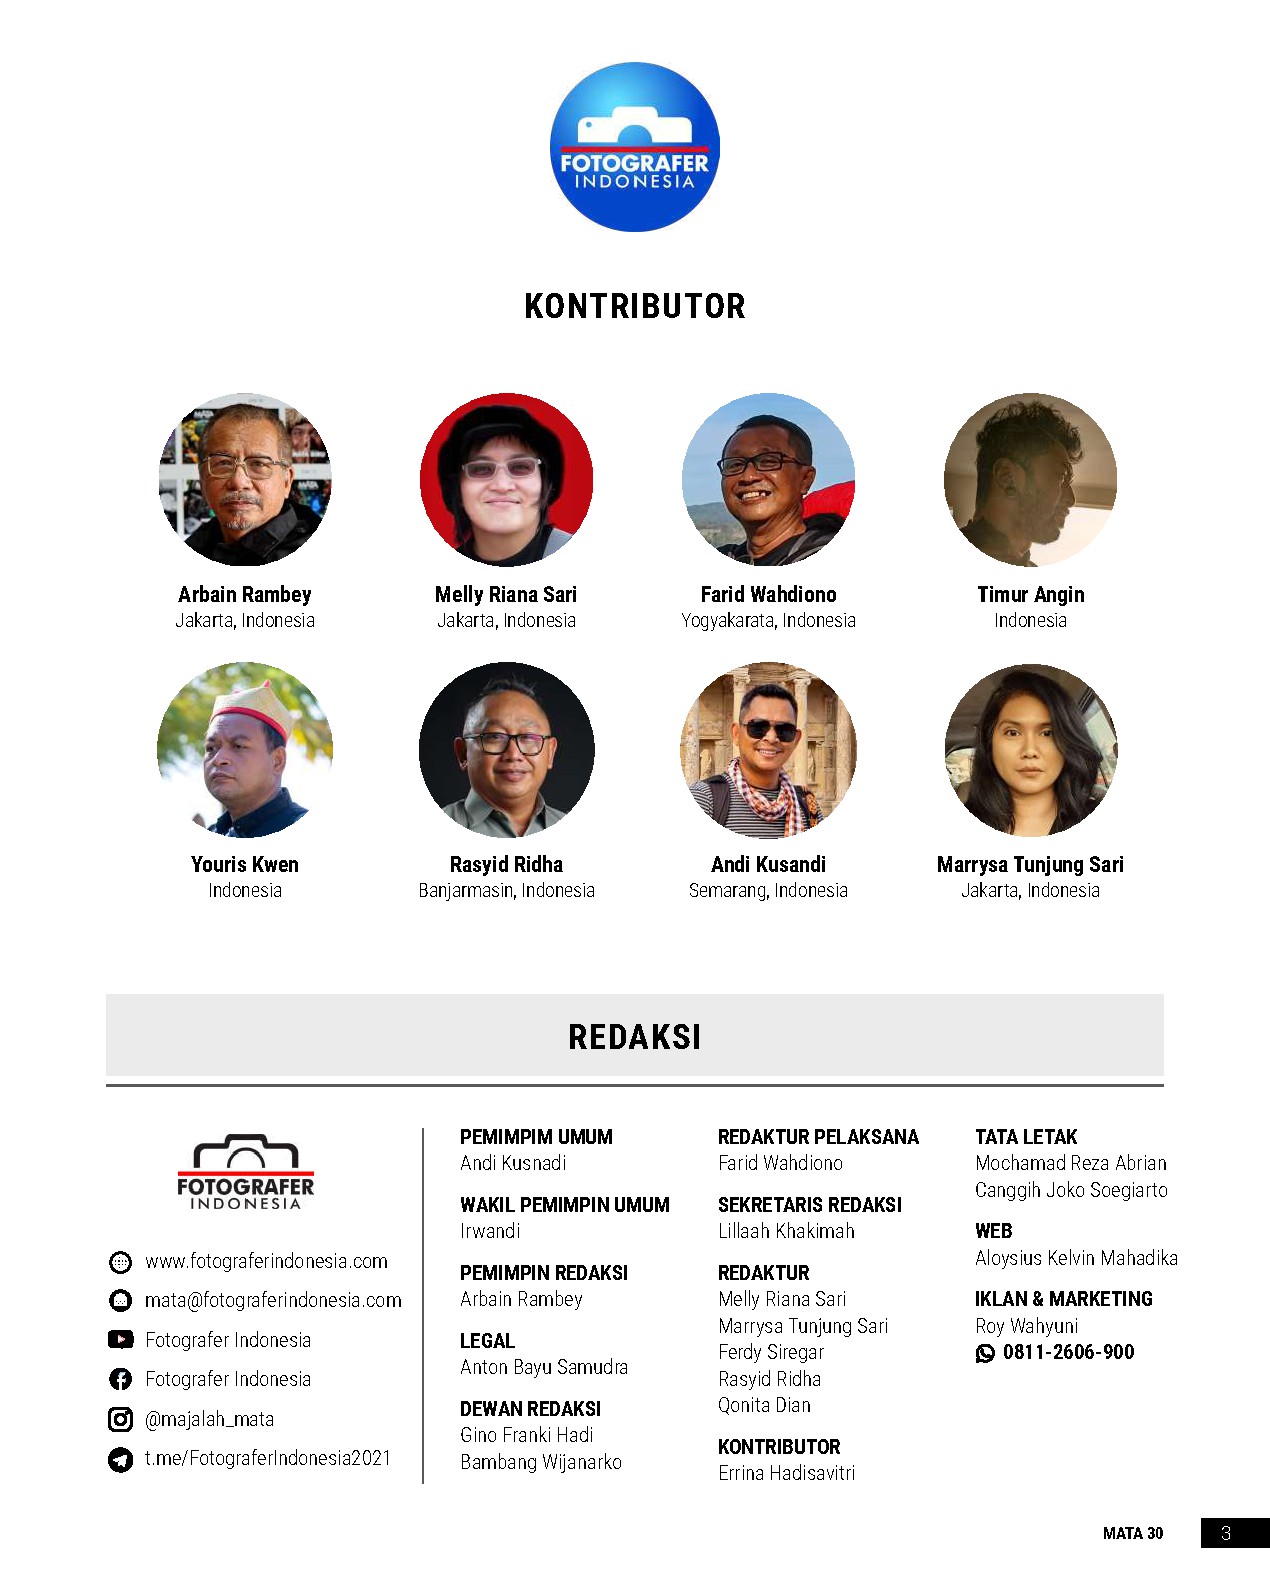 FOTOGRAFER
INDONESIA
KONTRIBUTOR
Arbain Rambey
Jakarta, Indonesia
Melly Riana Sari
Jakarta, Indonesia
Farid Wahdiono
Yogyakarata, Indonesia
Timur Angin
Indonesia
Youris Kwen
Indonesia
Rasyid Ridha
Banjarmasin, Indonesia
Andi Kusandi
Semarang, Indonesia
Marrysa Tunjung Sari
Jakarta, Indonesia
REDAKSI
FOTOGRAFER
INDONESIA
www.fotograferindonesia.com
mata@fotograferindonesia.com
Fotografer Indonesia
Fotografer Indonesia
@majalah_mata
t.me/FotograferIndonesia2021
PEMIMPIM UMUM
Andi Kusnadi
WAKIL PEMIMPIN UMUM
Irwandi
PEMIMPIN REDAKSI
Arbain Rambey
LEGAL
Anton Bayu Samudra
DEWAN REDAKSI
Gino Franki Hadi
Bambang Wijanarko
REDAKTUR PELAKSANA
Farid Wahdiono
SEKRETARIS REDAKSI
Lillaah Khakimah
REDAKTUR
Melly Riana Sari
Marrysa Tunjung Sari
Ferdy Siregar
Rasyid Ridha
Qonita Dian
KONTRIBUTOR
Errina Hadisavitri
TATA LETAK
Mochamad Reza Abrian
Canggih Joko Soegiarto
WEB
Aloysius Kelvin Mahadika
IKLAN & MARKETING
Roy Wahyuni
0811-2606-900
MATA 30
3